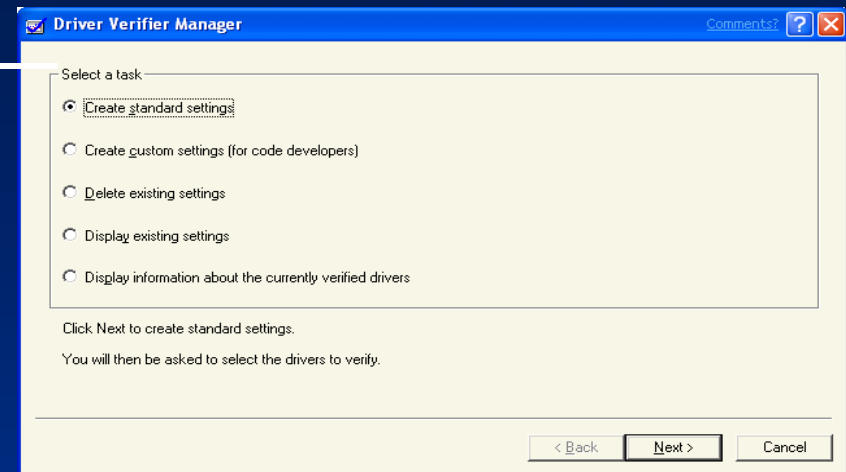 Driver Verifier Manager
Comments?
Select a task
Create standard settings
Create custom settings (for code developers)
Delete existing settings
Display existing settings
Display information about the currently verified drivers
Click Next to create standard settings.
You will then be asked to select the drivers to verify.
< Back Next > Cancel